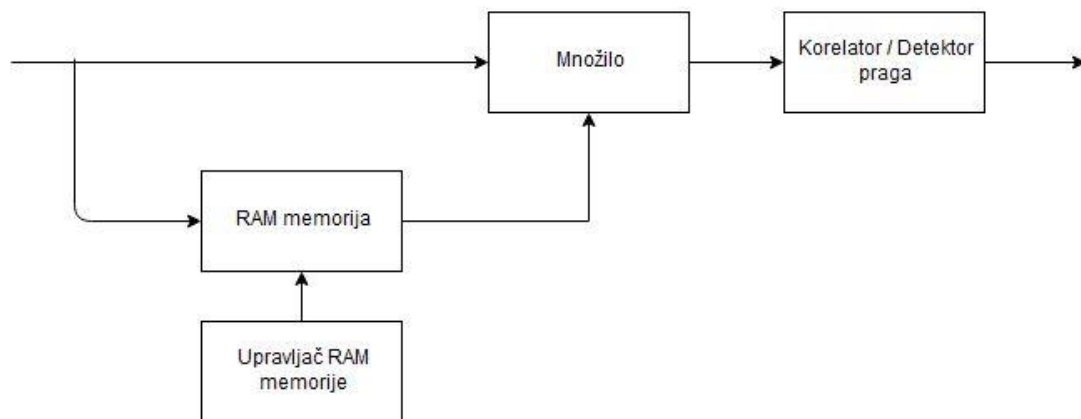 Množilo
Korelator / Detektor
praga
RAM memorija
Upravljač RAM
memorije